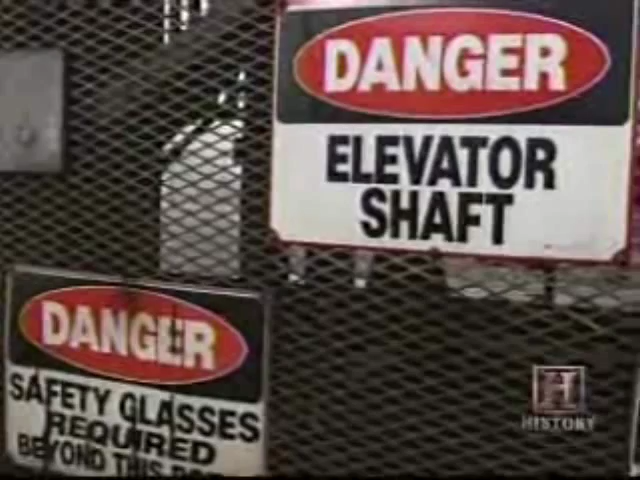 DANGER
ELEVATOR
SHAFT
DANGER
SAFETY GLASSES
REQUIRED
BEYOND THIS
H
HISTORY